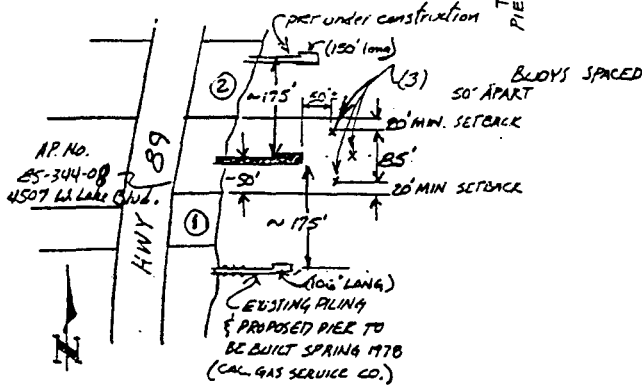 pier under construction
(150' long)
PIER
②
~175'
50'±
(3)
BUOYS SPACED
50' APART
20' MIN. SETBACK
85'
20' MIN SETBACK
A.P. No.
85-344-08
4507 W. Lake Blvd.
HWY 89
~50'
①
~175'
(100' LONG)
EXISTING PILING
& PROPOSED PIER TO
BE BUILT SPRING 1978
(CAL. GAS SERVICE CO.)
N